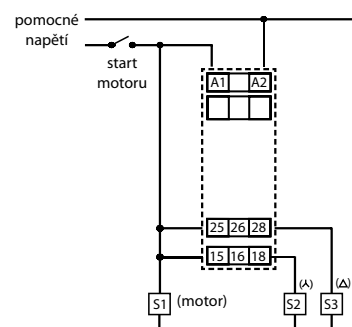 pomocné
napětí
start
motoru
A1 A2
25 26 28
15 16 18
(⅄) (Δ)
S1 (motor) S2 S3